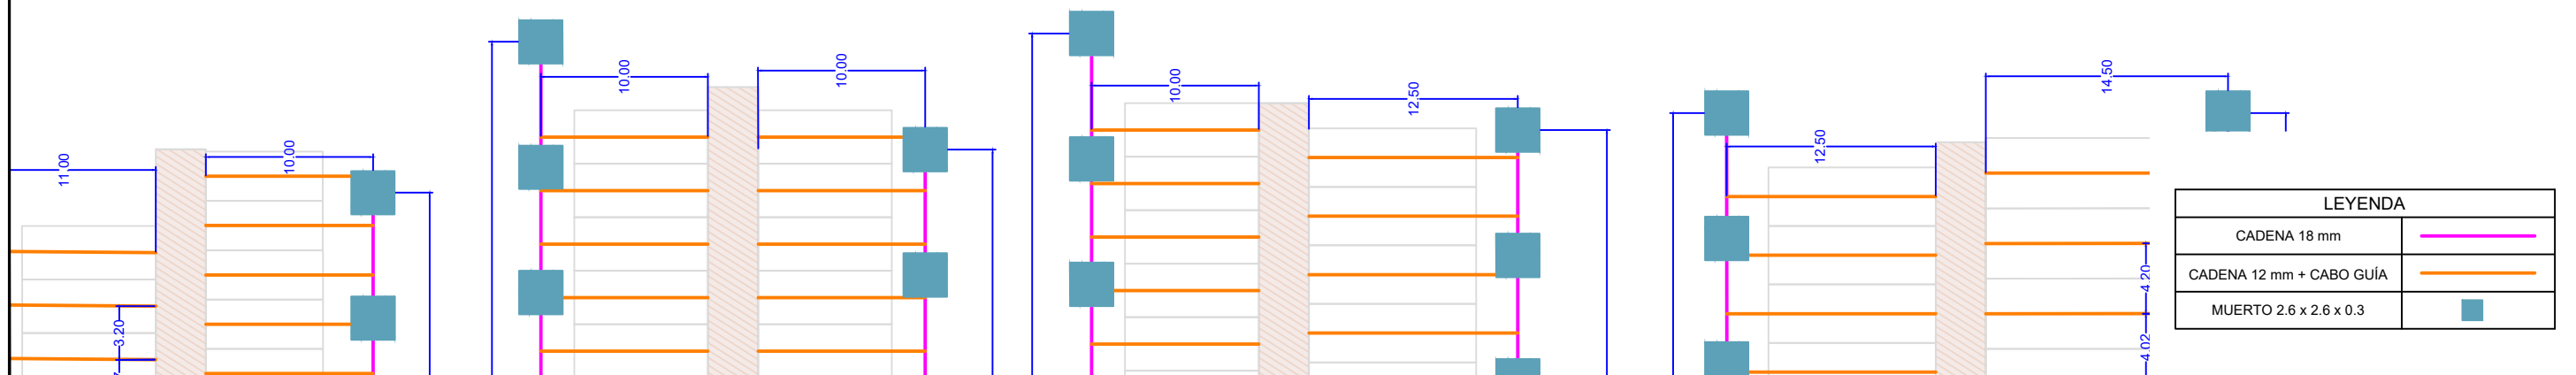 11.00
10.00
3.20
10.00
10.00
10.00
12.50
12.50
14.50
4.20
4.02
LEYENDA
CADENA 18 mm
CADENA 12 mm + CABO GUÍA
MUERTO 2.6 x 2.6 x 0.3